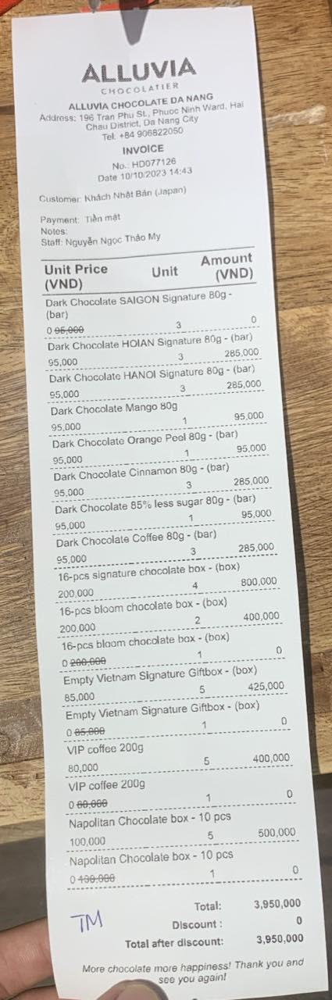 ALLUVIA
CHOCOLATIER
ALLUVIA CHOCOLATE DA NANG
Address: 196 Tran Phu St., Phuoc Ninh Ward, Hai
Chau District, Da Nang City
Tel: +84 906822050
INVOICE
No.: HD077126
Date 10/10/2023 14:43
Customer: Khách Nhật Bản (Japan)
Payment: Tiền mặt
Notes:
Staff: Nguyễn Ngọc Thảo My
Unit Price (VND) Unit Amount (VND)
Dark Chocolate SAIGON Signature 80g -
(bar)
0 95,000 3 0
Dark Chocolate HOIAN Signature 80g - (bar)
95,000 3 285,000
Dark Chocolate HANOI Signature 80g - (bar)
95,000 3 285,000
Dark Chocolate Mango 80g
95,000 1 95,000
Dark Chocolate Orange Peel 80g - (bar)
95,000 1 95,000
Dark Chocolate Cinnamon 80g - (bar)
95,000 3 285,000
Dark Chocolate 85% less sugar 80g - (bar)
95,000 1 95,000
Dark Chocolate Coffee 80g - (bar)
95,000 3 285,000
16-pcs signature chocolate box - (box)
200,000 4 800,000
16-pcs bloom chocolate box - (box)
200,000 2 400,000
16-pcs bloom chocolate box - (box)
0 200,000 1 0
Empty Vietnam Signature Giftbox - (box)
85,000 5 425,000
Empty Vietnam Signature Giftbox - (box)
0 85,000 1 0
VIP coffee 200g
80,000 5 400,000
VIP coffee 200g
0 80,000 1 0
Napolitan Chocolate box - 10 pcs
100,000 5 500,000
Napolitan Chocolate box - 10 pcs
0 100,000 1 0
Total: 3,950,000
TM
Discount : 0
Total after discount: 3,950,000
More chocolate more happiness! Thank you and
see you again!